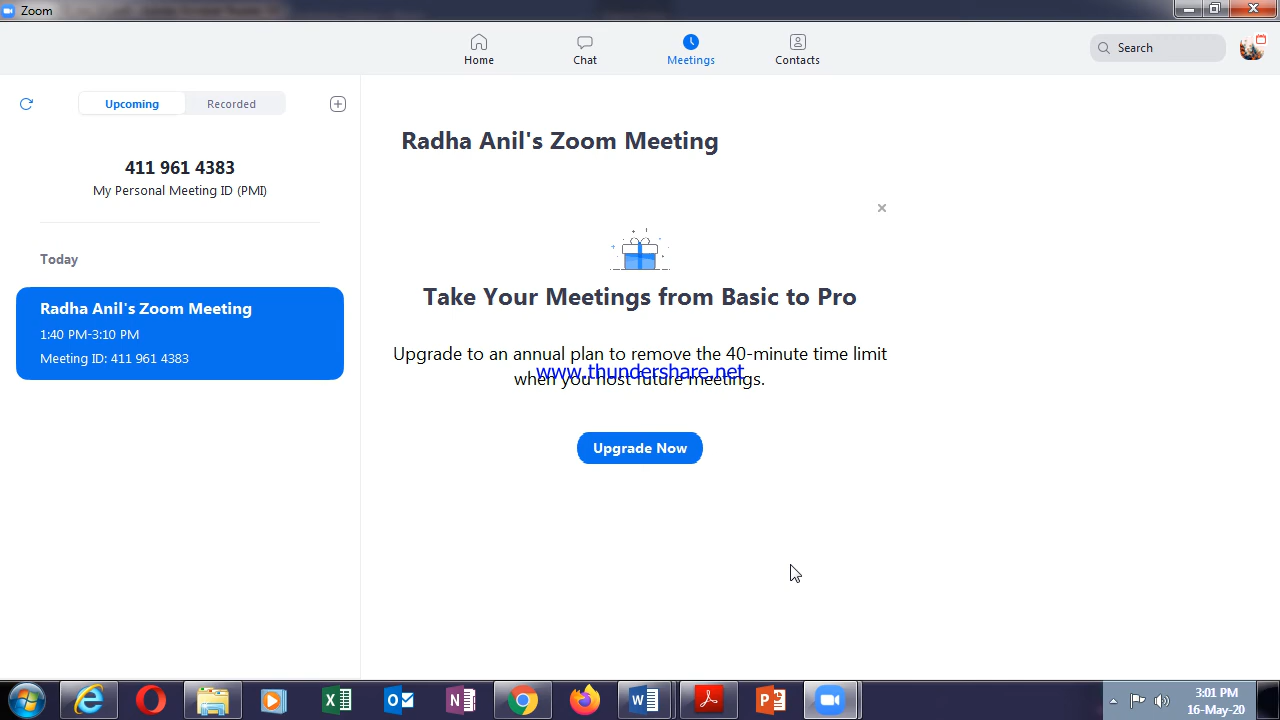 Zoom
Home
Chat
Meetings
Contacts
Search
Upcoming
Recorded
411 961 4383
My Personal Meeting ID (PMI)
Today
Radha Anil's Zoom Meeting
1:40 PM-3:10 PM
Meeting ID: 411 961 4383
Radha Anil's Zoom Meeting
Take Your Meetings from Basic to Pro
Upgrade to an annual plan to remove the 40-minute time limit
www.thundershare.net
when you host future meetings.
Upgrade Now
3:01 PM
16-May-20